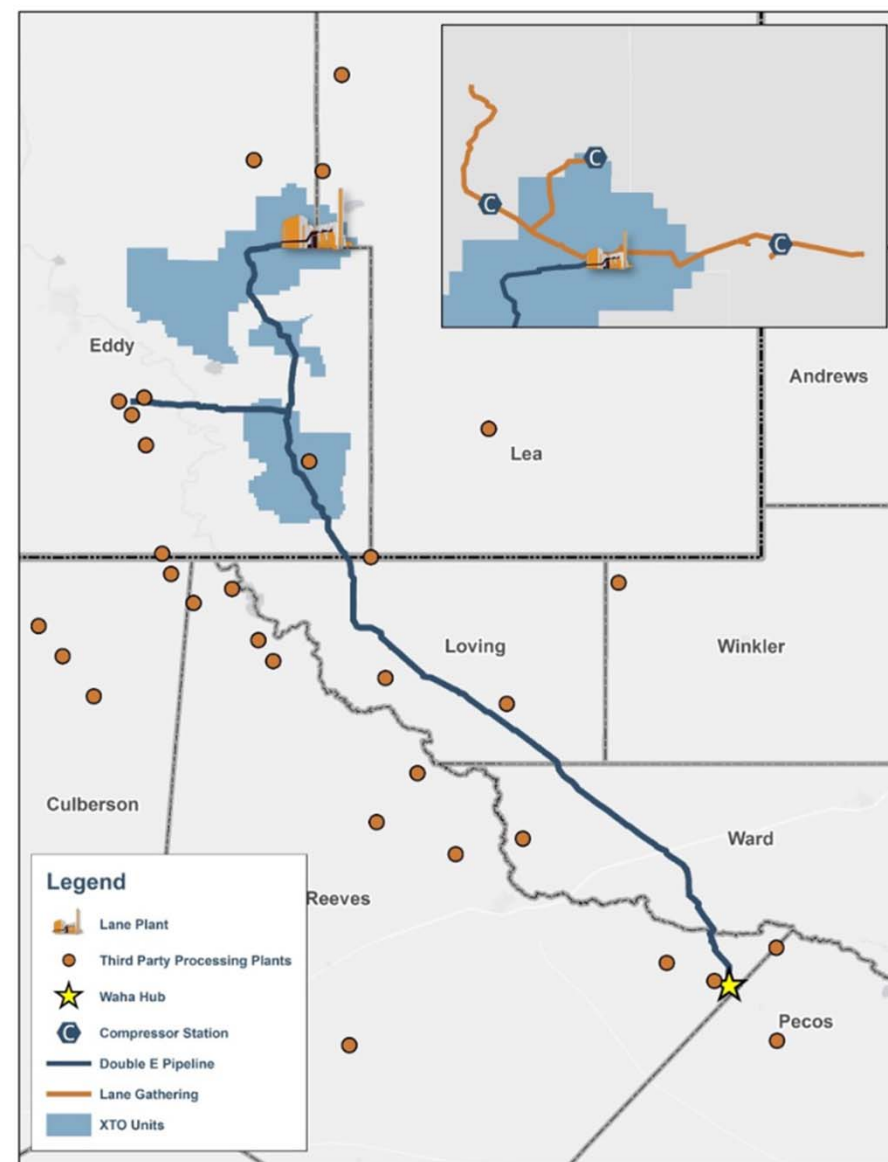 C
C
C
Eddy
Andrews
Lea
Loving
Winkler
Culberson
Ward
Reeves
Pecos
Legend
Lane Plant
Third Party Processing Plants
Waha Hub
C
Compressor Station
Double E Pipeline
Lane Gathering
XTO Units